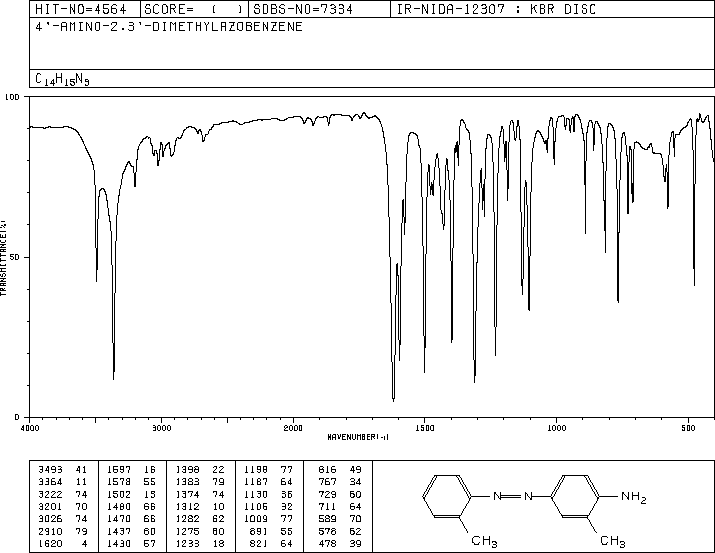 HIT-NO=4564 SCORE= ( ) SDBS-NO=7334 IR-NIDA-12307 : KBR DISC
4'-AMINO-2,3'-DIMETHYLAZOBENZENE
C14H15N3
100
TRANSMITTANCE(%)
50
0
4000 3000 2000 1500 1000 500
WAVENUMBER(-1)
3493 41 1597 16 1398 22 1198 77 816 49
3364 11 1578 55 1383 79 1187 64 767 34
3222 74 1502 13 1374 74 1130 36 729 60
3201 70 1480 66 1312 10 1106 32 711 64
3026 74 1470 66 1282 62 1009 77 589 70
2910 79 1437 60 1275 60 891 55 578 62
1620 4 1430 57 1233 18 821 64 478 39
N N NH2
CH3 CH3